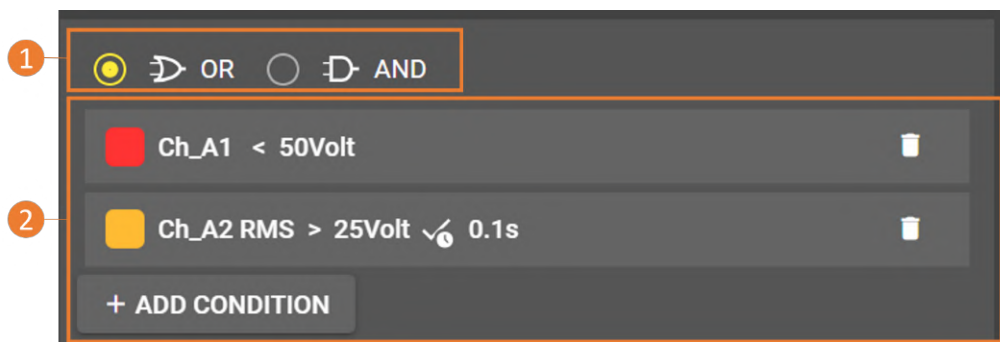 1
OR AND
Ch_A1 < 50Volt
2
Ch_A2 RMS > 25Volt 0.1s
+ ADD CONDITION